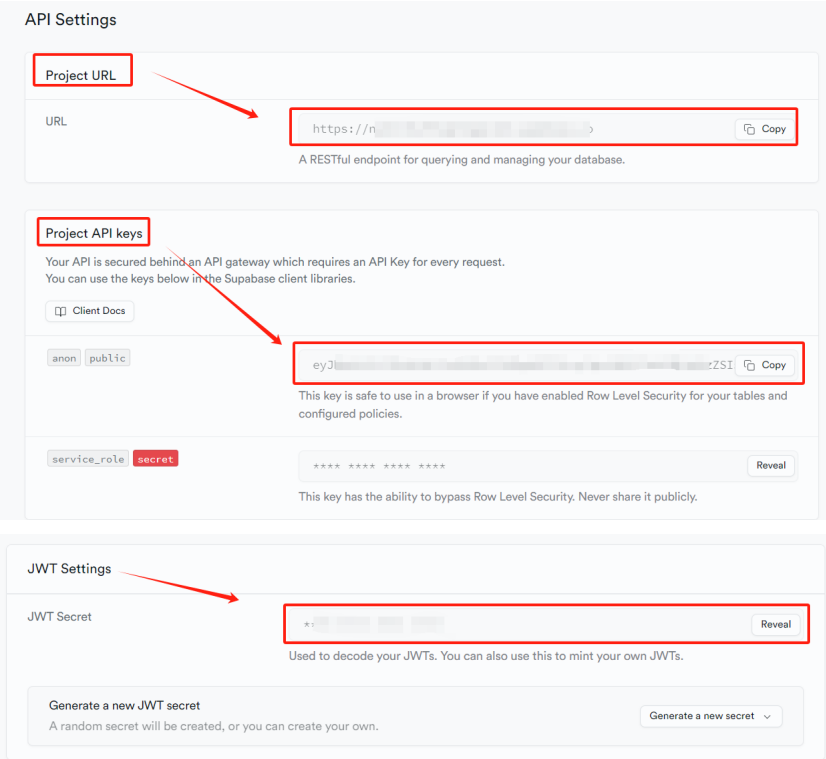 API Settings
Project URL
URL
https://n
Copy
A RESTful endpoint for querying and managing your database.
Project API keys
Your API is secured behind an API gateway which requires an API Key for every request.
You can use the keys below in the Supabase client libraries.
Client Docs
anon public
eyJ zZSI
Copy
This key is safe to use in a browser if you have enabled Row Level Security for your tables and
configured policies.
service_role secret
**** **** **** ****
Reveal
This key has the ability to bypass Row Level Security. Never share it publicly.
JWT Settings
JWT Secret
Reveal
Used to decode your JWTs. You can also use this to mint your own JWTs.
Generate a new JWT secret
A random secret will be created, or you can create your own.
Generate a new secret